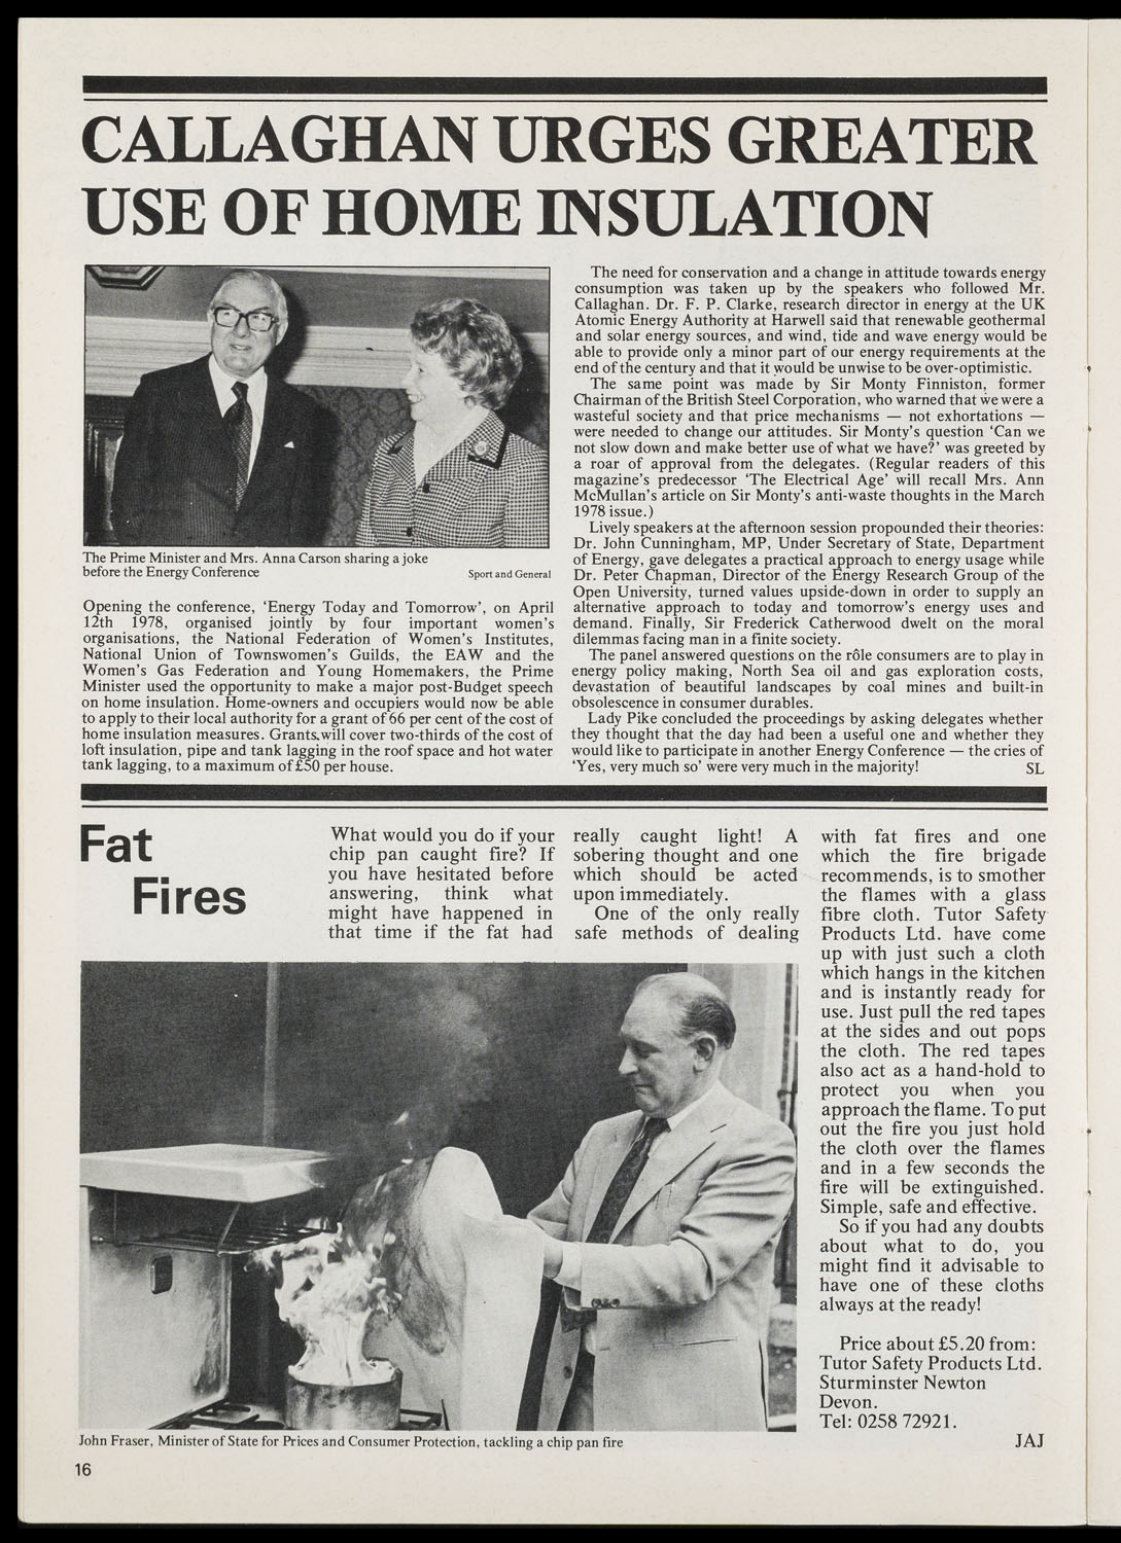 CALLAGHAN URGES GREATER
USE OF HOME INSULATION
The Prime Minister and Mrs. Anna Carson sharing a joke
before the Energy Conference
Sport and General
Opening the conference, ‘Energy Today and Tomorrow’, on April
12th 1978, organised jointly by four important women’s
organisations, the National Federation of Women’s Institutes,
National Union of Townswomen’s Guilds, the EAW and the
Women’s Gas Federation and Young Homemakers, the Prime
Minister used the opportunity to make a major post-Budget speech
on home insulation. Home-owners and occupiers would now be able
to apply to their local authority for a grant of 66 per cent of the cost of
home insulation measures. Grants will cover two-thirds of the cost of
loft insulation, pipe and tank lagging in the roof space and hot water
tank lagging, to a maximum of £50 per house.
The need for conservation and a change in attitude towards energy
consumption was taken up by the speakers who followed Mr.
Callaghan. Dr. F. P. Clarke, research director in energy at the UK
Atomic Energy Authority at Harwell said that renewable geothermal
and solar energy sources, and wind, tide and wave energy would be
able to provide only a minor part of our energy requirements at the
end of the century and that it would be unwise to be over-optimistic.
The same point was made by Sir Monty Finniston, former
Chairman of the British Steel Corporation, who warned that we were a
wasteful society and that price mechanisms — not exhortations —
were needed to change our attitudes. Sir Monty’s question ‘Can we
not slow down and make better use of what we have?’ was greeted by
a roar of approval from the delegates. (Regular readers of this
magazine’s predecessor ‘The Electrical Age’ will recall Mrs. Ann
McMullan’s article on Sir Monty’s anti-waste thoughts in the March
1978 issue.)
Lively speakers at the afternoon session propounded their theories:
Dr. John Cunningham, MP, Under Secretary of State, Department
of Energy, gave delegates a practical approach to energy usage while
Dr. Peter Chapman, Director of the Energy Research Group of the
Open University, turned values upside-down in order to supply an
alternative approach to today and tomorrow’s energy uses and
demand. Finally, Sir Frederick Catherwood dwelt on the moral
dilemmas facing man in a finite society.
The panel answered questions on the rôle consumers are to play in
energy policy making, North Sea oil and gas exploration costs,
devastation of beautiful landscapes by coal mines and built-in
obsolescence in consumer durables.
Lady Pike concluded the proceedings by asking delegates whether
they thought that the day had been a useful one and whether they
would like to participate in another Energy Conference — the cries of
‘Yes, very much so’ were very much in the majority!
SL
Fat
Fires
What would you do if your
chip pan caught fire? If
you have hesitated before
answering, think what
might have happened in
that time if the fat had
really caught light! A
sobering thought and one
which should be acted
upon immediately.
One of the only really
safe methods of dealing
with fat fires and one
which the fire brigade
recommends, is to smother
the flames with a glass
fibre cloth. Tutor Safety
Products Ltd. have come
up with just such a cloth
which hangs in the kitchen
and is instantly ready for
use. Just pull the red tapes
at the sides and out pops
the cloth. The red tapes
also act as a hand-hold to
protect you when you
approach the flame. To put
out the fire you just hold
the cloth over the flames
and in a few seconds the
fire will be extinguished.
Simple, safe and effective.
So if you had any doubts
about what to do, you
might find it advisable to
have one of these cloths
always at the ready!
Price about £5.20 from:
Tutor Safety Products Ltd.
Sturminster Newton
Devon.
Tel: 0258 72921.
JAJ
John Fraser, Minister of State for Prices and Consumer Protection, tackling a chip pan fire
16